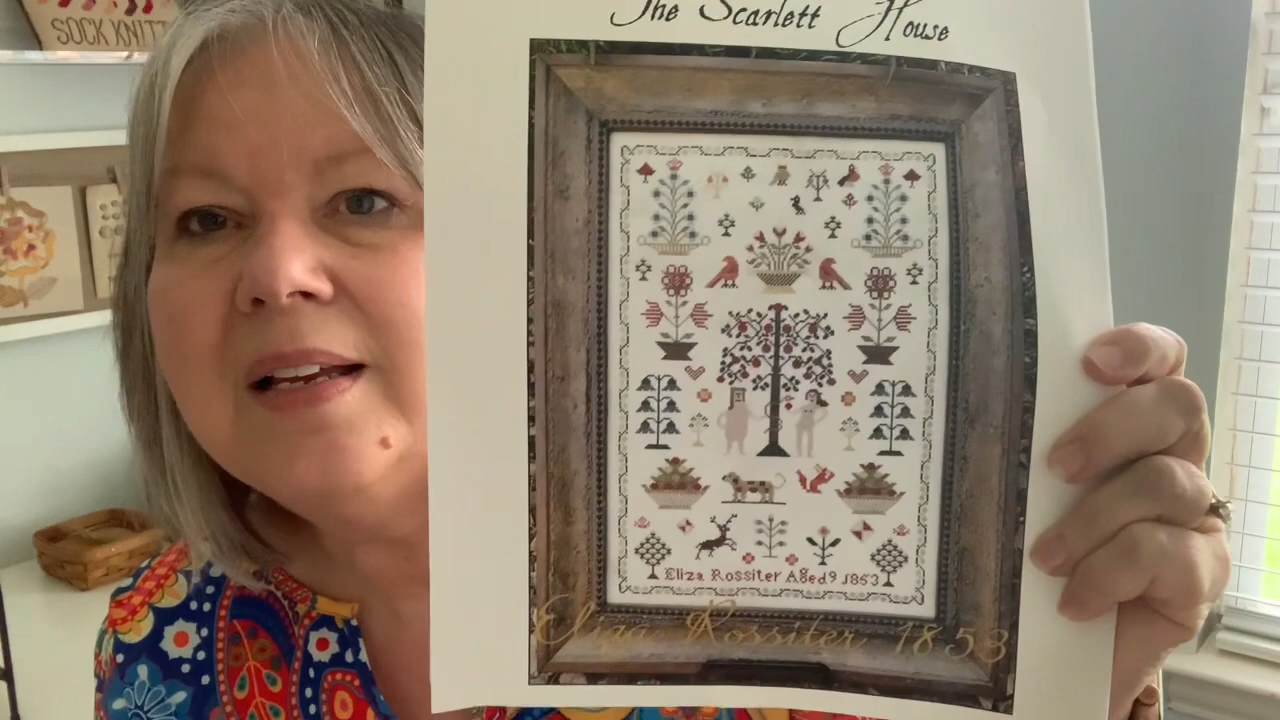 SOCK KNITT
The Scarlett House
Eliza Rossiter Aged 9 1853
Eliza Rossiter 1853